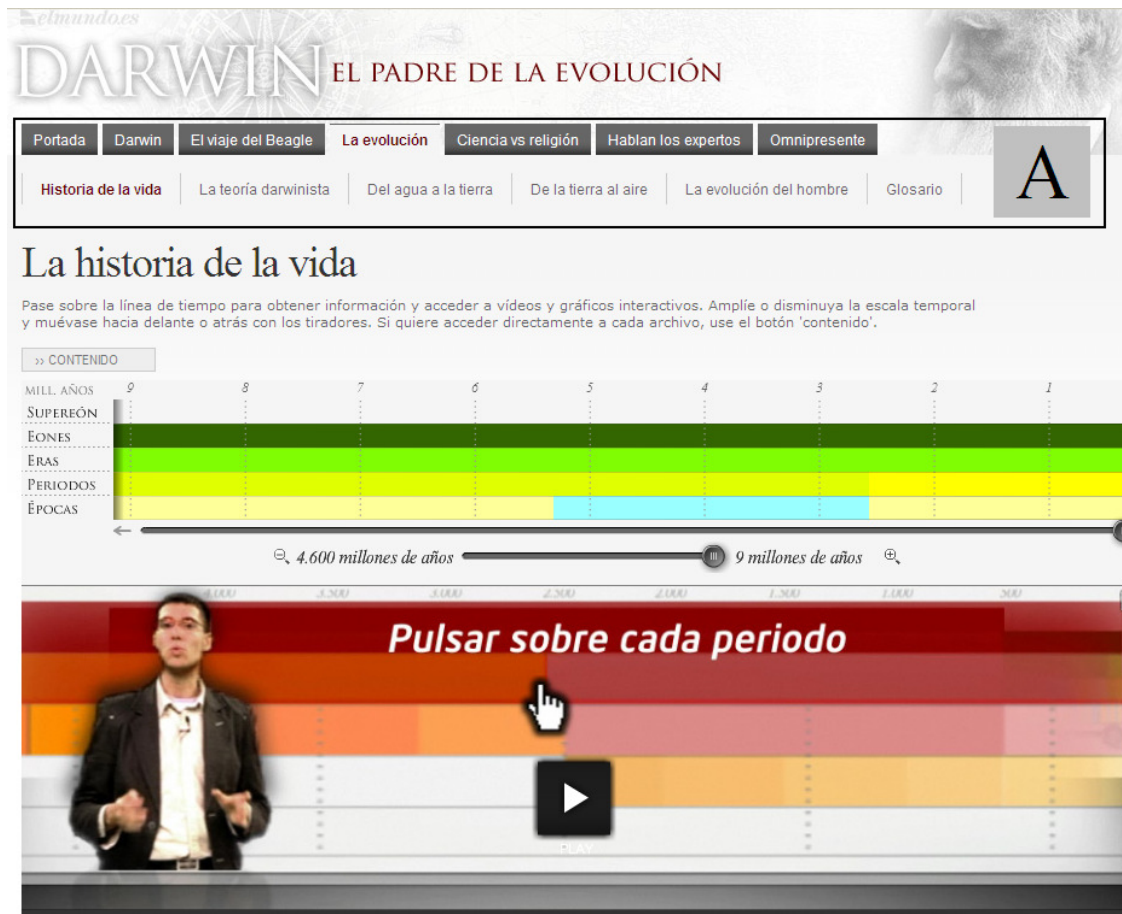 elmundo.es
DARWIN EL PADRE DE LA EVOLUCIÓN
Portada Darwin El viaje del Beagle La evolución Ciencia vs religión Hablan los expertos Omnipresente
A
Historia de la vida La teoría darwinista Del agua a la tierra De la tierra al aire La evolución del hombre Glosario
La historia de la vida
Pase sobre la línea de tiempo para obtener información y acceder a vídeos y gráficos interactivos. Amplíe o disminuya la escala temporal
y muévase hacia delante o atrás con los tiradores. Si quiere acceder directamente a cada archivo, use el botón 'contenido'.
›› CONTENIDO
MILL. AÑOS 9 8 7 6 5 4 3 2 1
SUPEREÓN
EONES
ERAS
PERIODOS
ÉPOCAS
4.600 millones de años 9 millones de años
4.000 3.500 3.000 2.500 2.000 1.500 1.000 500
Pulsar sobre cada periodo
PLAY